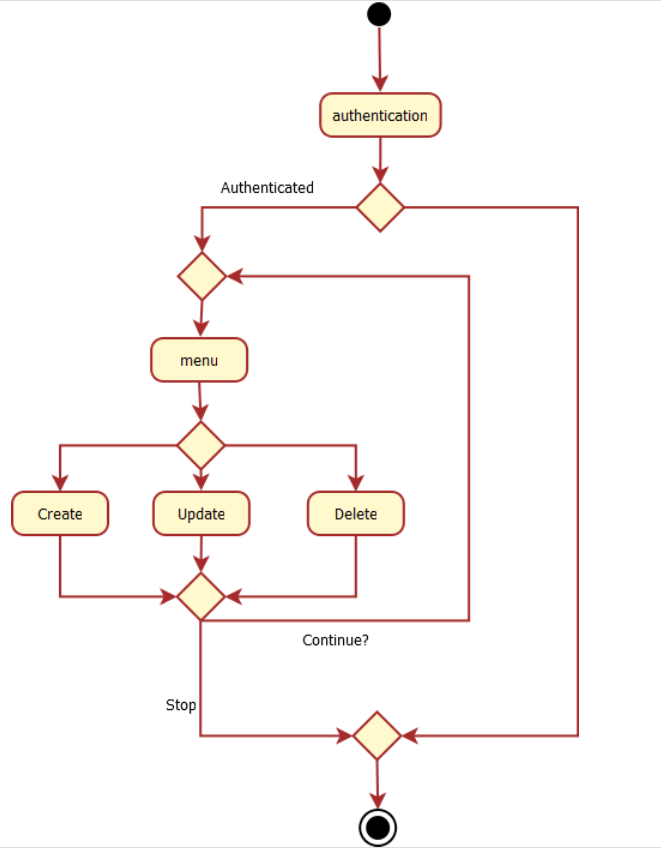 authentication
Authenticated
menu
Create
Update
Delete
Continue?
Stop